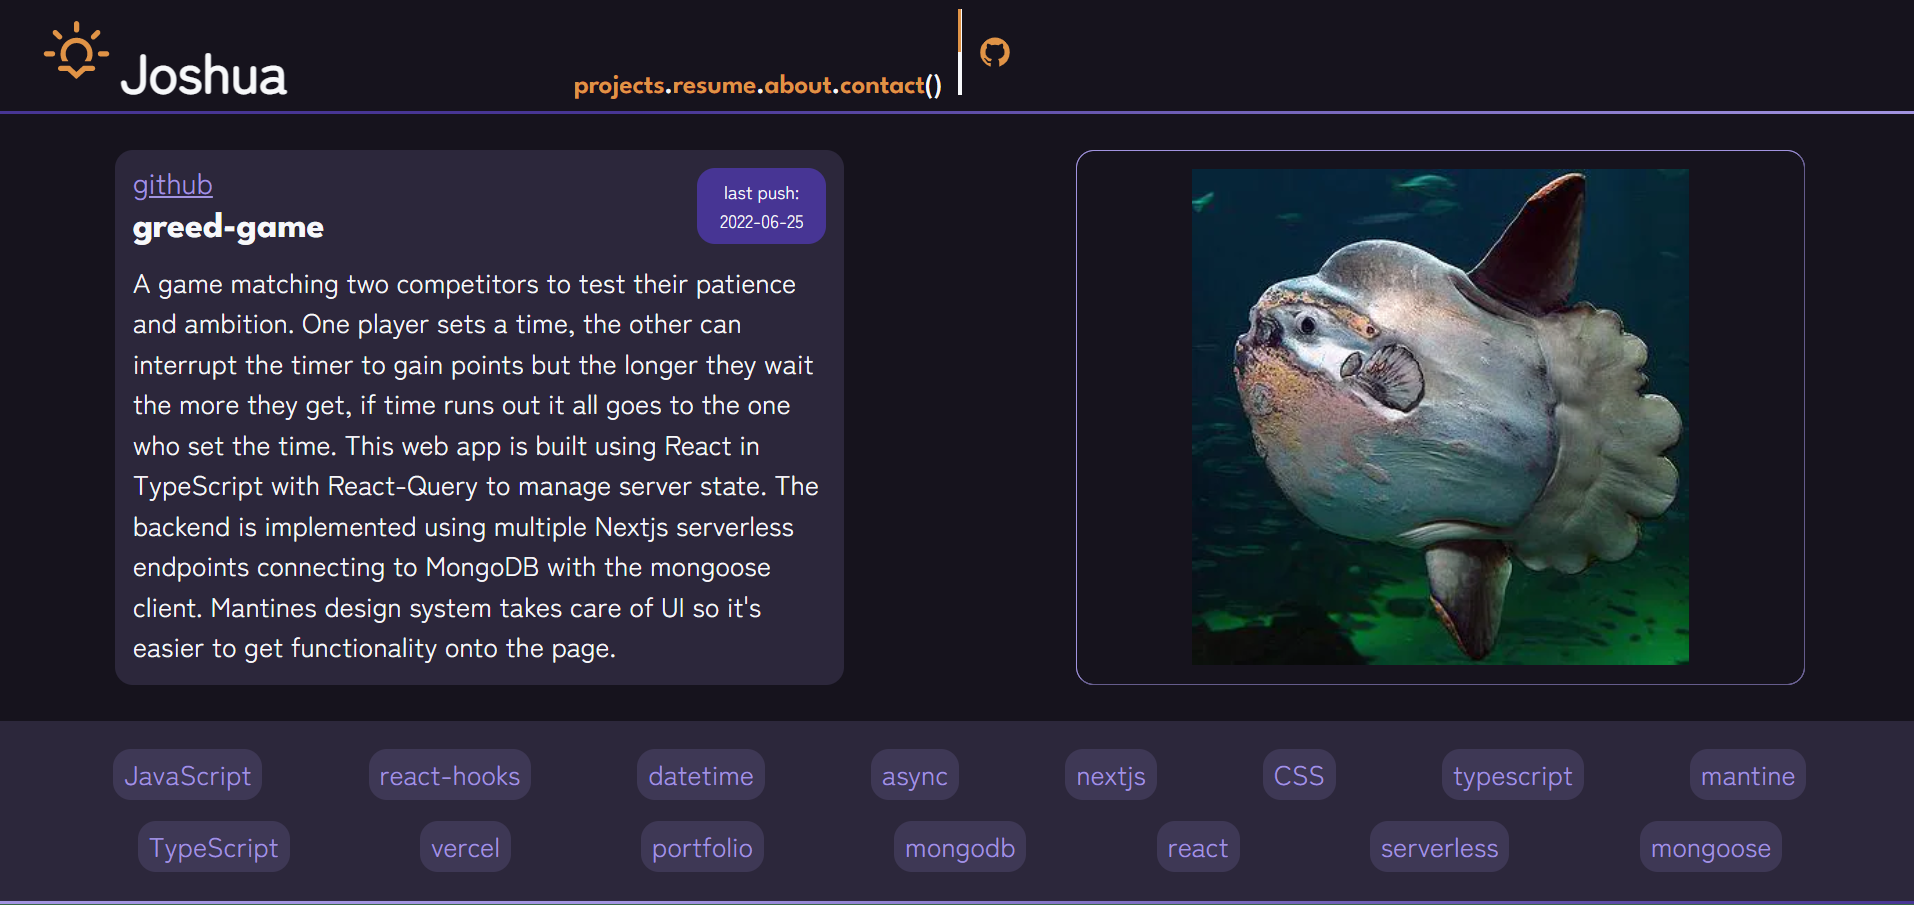 Joshua
projects.resume.about.contact()
github
last push:
2022-06-25
greed-game
A game matching two competitors to test their patience
and ambition. One player sets a time, the other can
interrupt the timer to gain points but the longer they wait
the more they get, if time runs out it all goes to the one
who set the time. This web app is built using React in
TypeScript with React-Query to manage server state. The
backend is implemented using multiple Nextjs serverless
endpoints connecting to MongoDB with the mongoose
client. Mantines design system takes care of UI so it's
easier to get functionality onto the page.
JavaScript react-hooks datetime async nextjs CSS typescript mantine
TypeScript vercel portfolio mongodb react serverless mongoose